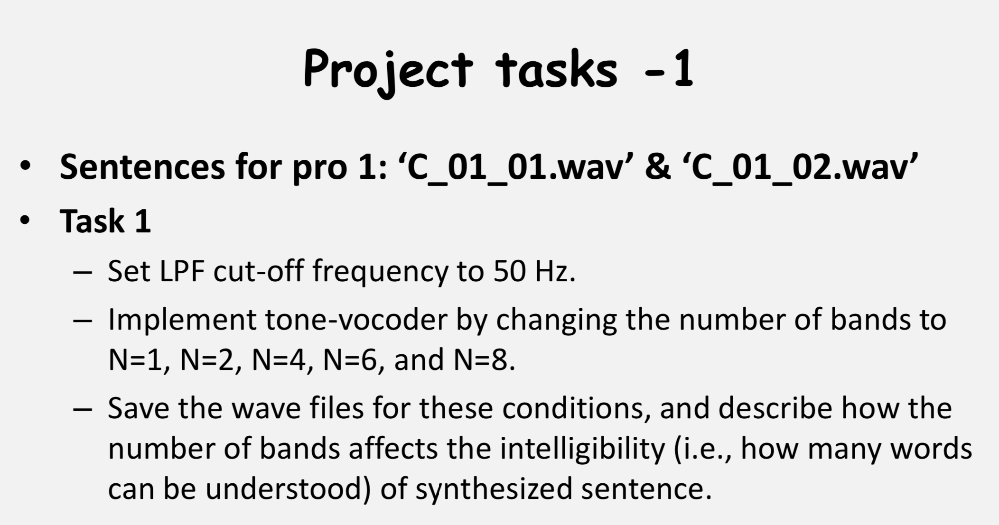 Project tasks -1
• Sentences for pro 1: ‘C_01_01.wav’ & ‘C_01_02.wav’
• Task 1
– Set LPF cut-off frequency to 50 Hz.
– Implement tone-vocoder by changing the number of bands to
N=1, N=2, N=4, N=6, and N=8.
– Save the wave files for these conditions, and describe how the
number of bands affects the intelligibility (i.e., how many words
can be understood) of synthesized sentence.